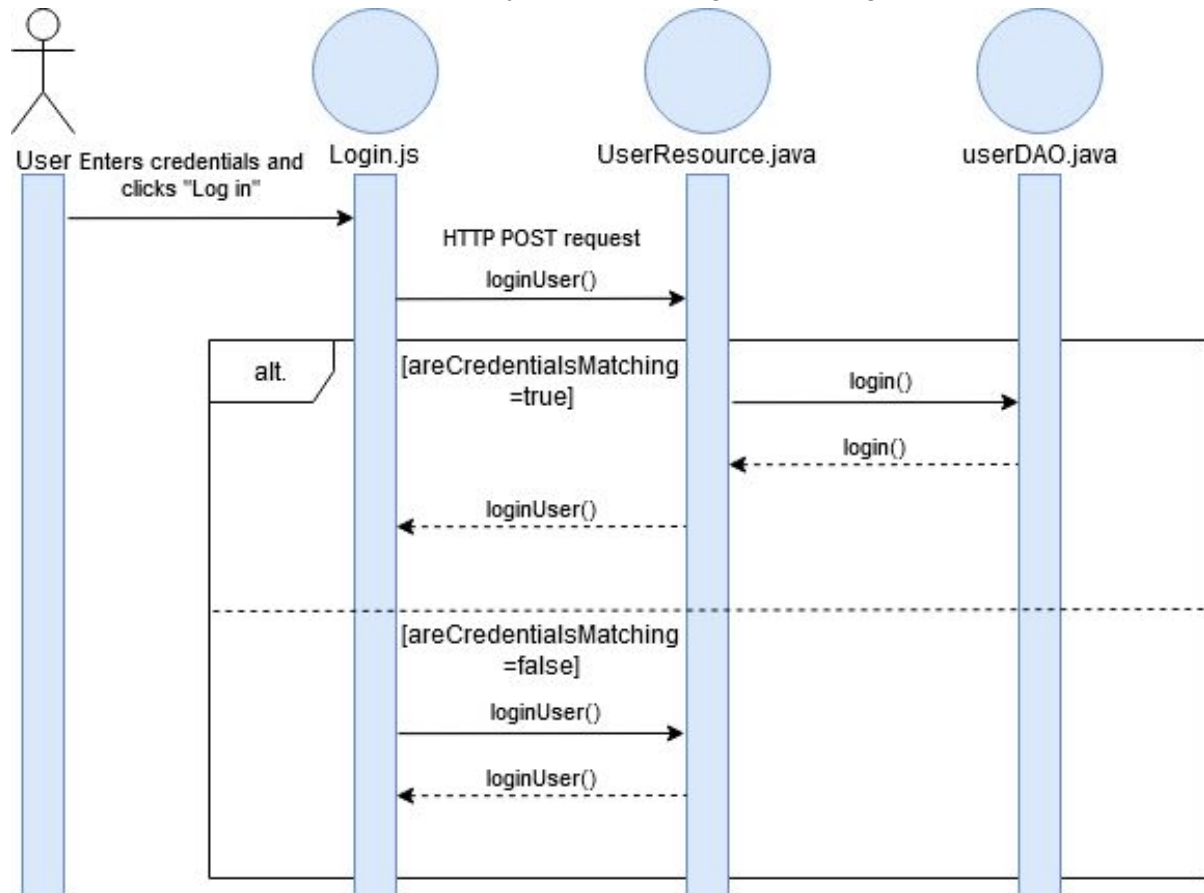 User
Enters credentials and
clicks "Log in"
Login.js
UserResource.java
userDAO.java
HTTP POST request
loginUser()
alt.
[areCredentialsMatching
=true]
login()
login()
loginUser()
[areCredentialsMatching
=false]
loginUser()
loginUser()